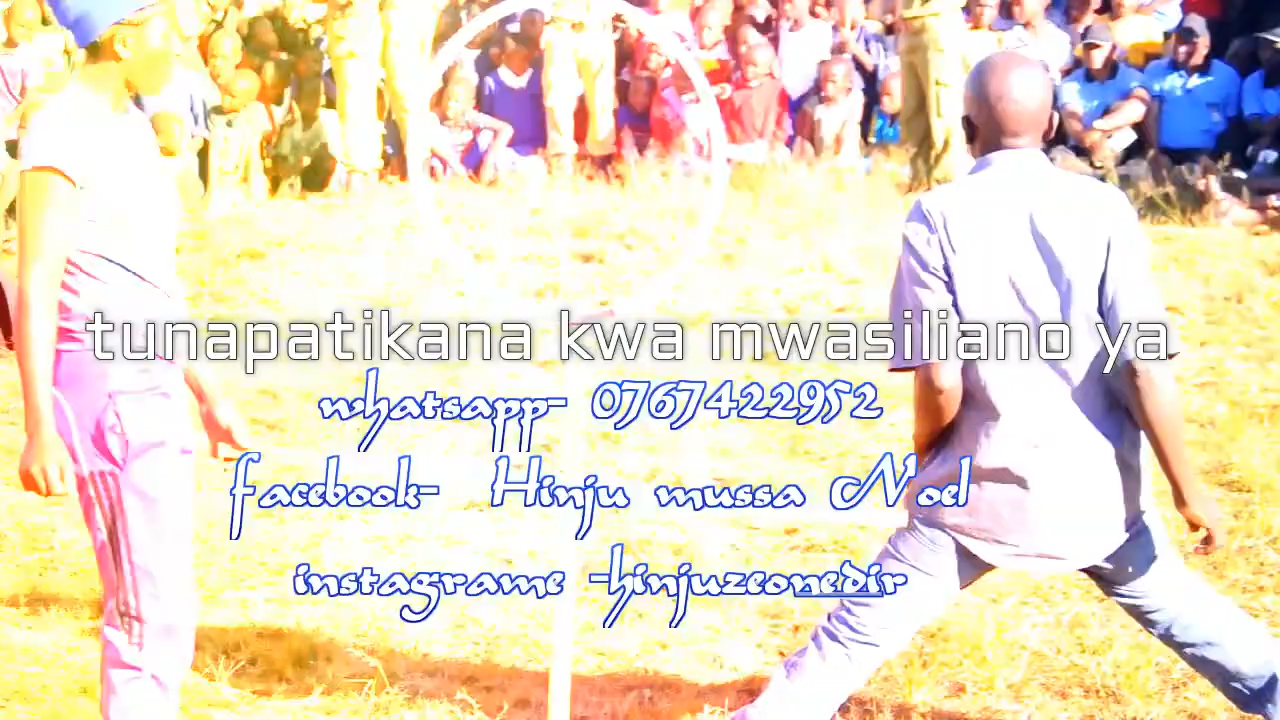 tunapatikana kwa mwasiliano ya
whatsapp- 0767422952
facebook- Hinju mussa Noel
instagrame -hinjuzeonedir